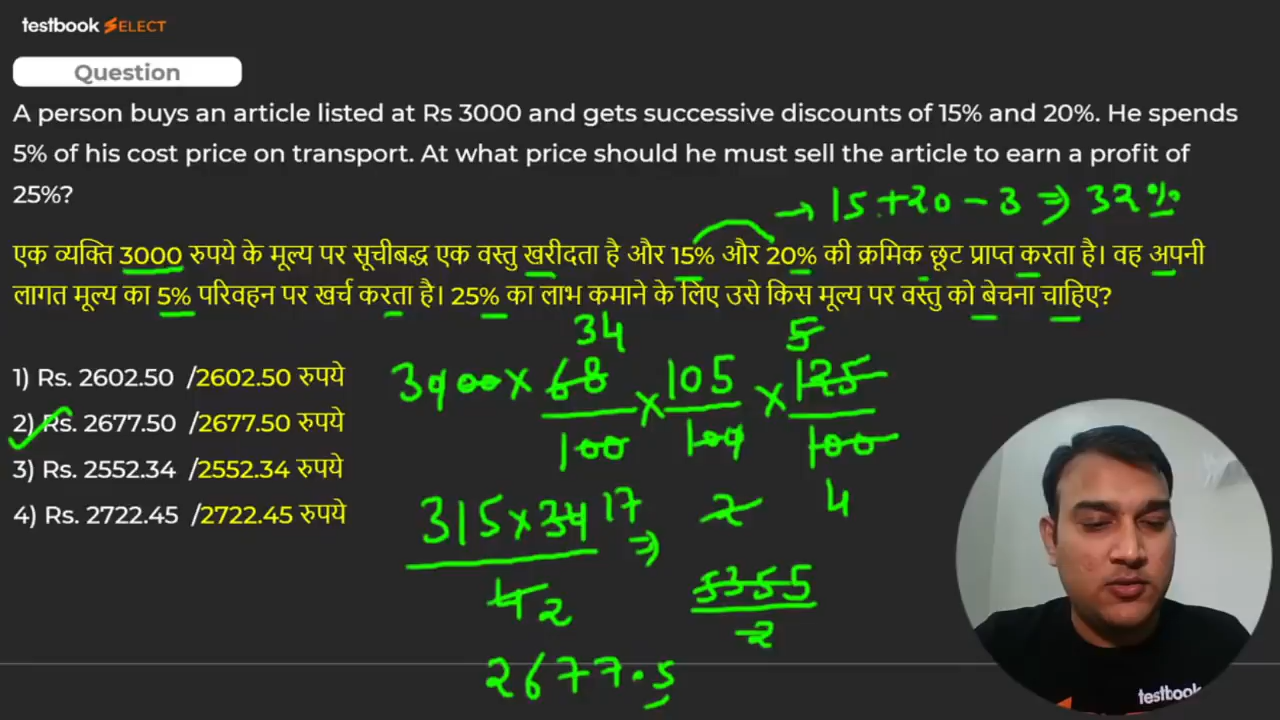 testbook SELECT
Question
A person buys an article listed at Rs 3000 and gets successive discounts of 15% and 20%. He spends
5% of his cost price on transport. At what price should he must sell the article to earn a profit of
25%?
→ 15+20-3 ⇒ 32%
एक व्यक्ति 3000 रुपये के मूल्य पर सूचीबद्ध एक वस्तु खरीदता है और 15% और 20% की क्रमिक छूट प्राप्त करता है। वह अपनी
लागत मूल्य का 5% परिवहन पर खर्च करता है। 25% का लाभ कमाने के लिए उसे किस मूल्य पर वस्तु को बेचना चाहिए?
34 5
1) Rs. 2602.50 /2602.50 रुपये
3000 × 68 × 105 × 125
2) Rs. 2677.50 /2677.50 रुपये
100 100 100
3) Rs. 2552.34 /2552.34 रुपये
4) Rs. 2722.45 /2722.45 रुपये
315 × 34 17 ⇒ 2 4
4 2
5355
2
2677.5
testbook